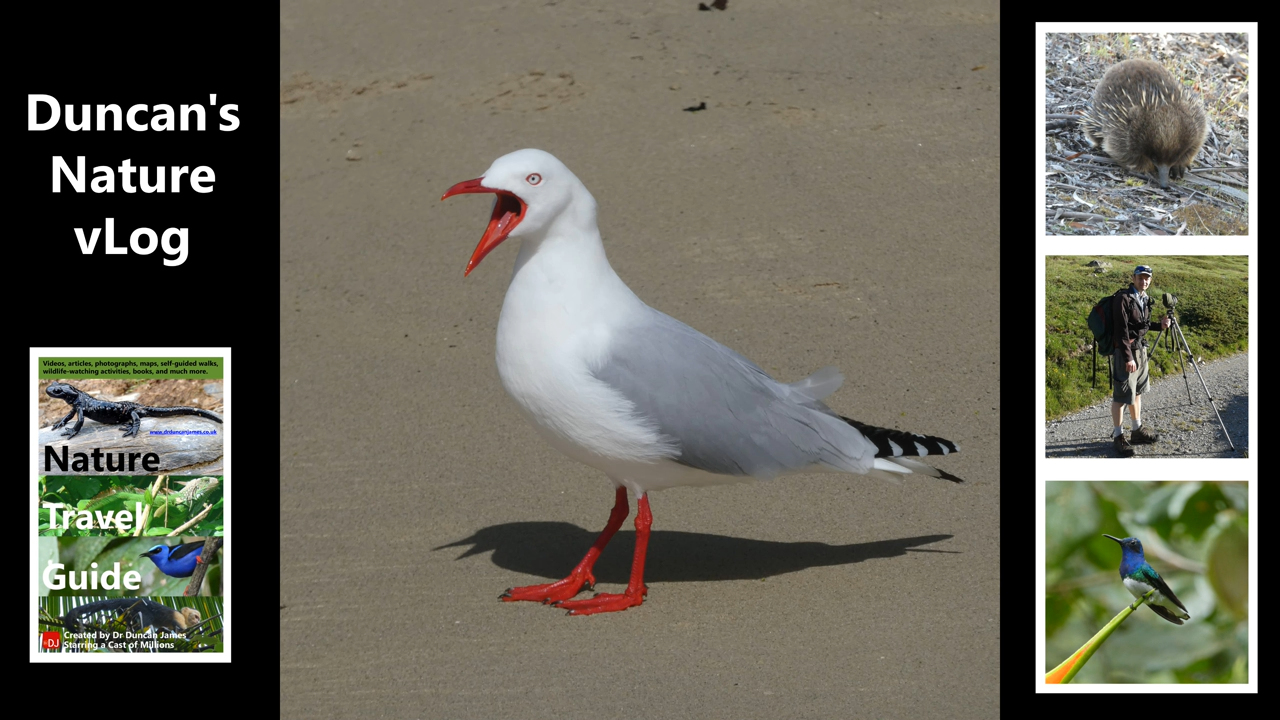 Duncan's
Nature
vLog
Videos, articles, photographs, maps, self-guided walks,
wildlife-watching activities, books, and much more.
www.drduncanjames.co.uk
Nature
Travel
Guide
DJ
Created by Dr Duncan James
Starring a Cast of Millions